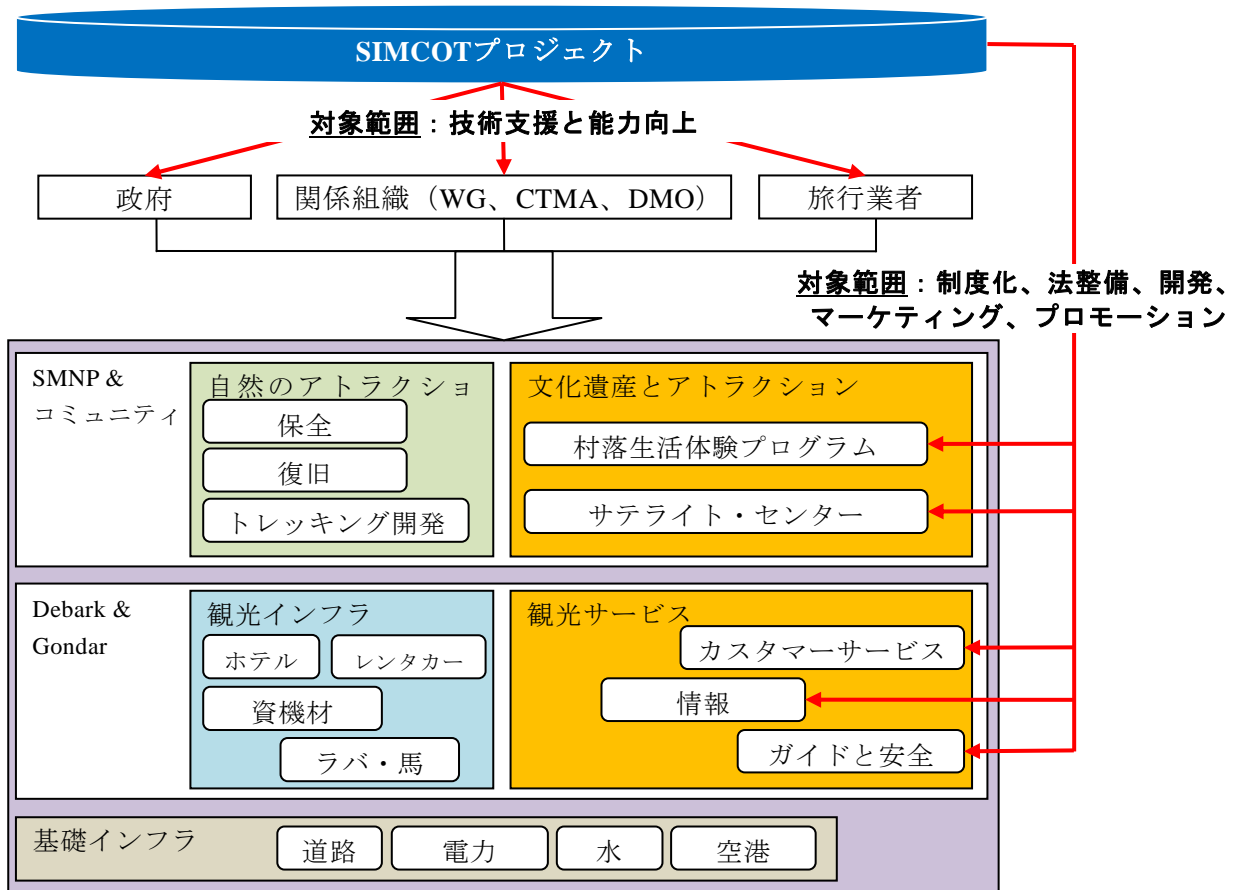 SIMCOTプロジェクト
対象範囲：技術支援と能力向上
政府
関係組織（WG、CTMA、DMO）
旅行業者
対象範囲：制度化、法整備、開発、
マーケティング、プロモーション
SMNP &
コミュニティ
自然のアトラクショ
保全
復旧
トレッキング開発
文化遺産とアトラクション
村落生活体験プログラム
サテライト・センター
Debark &
Gondar
観光インフラ
ホテル
レンタカー
資機材
ラバ・馬
観光サービス
カスタマーサービス
情報
ガイドと安全
基礎インフラ
道路
電力
水
空港